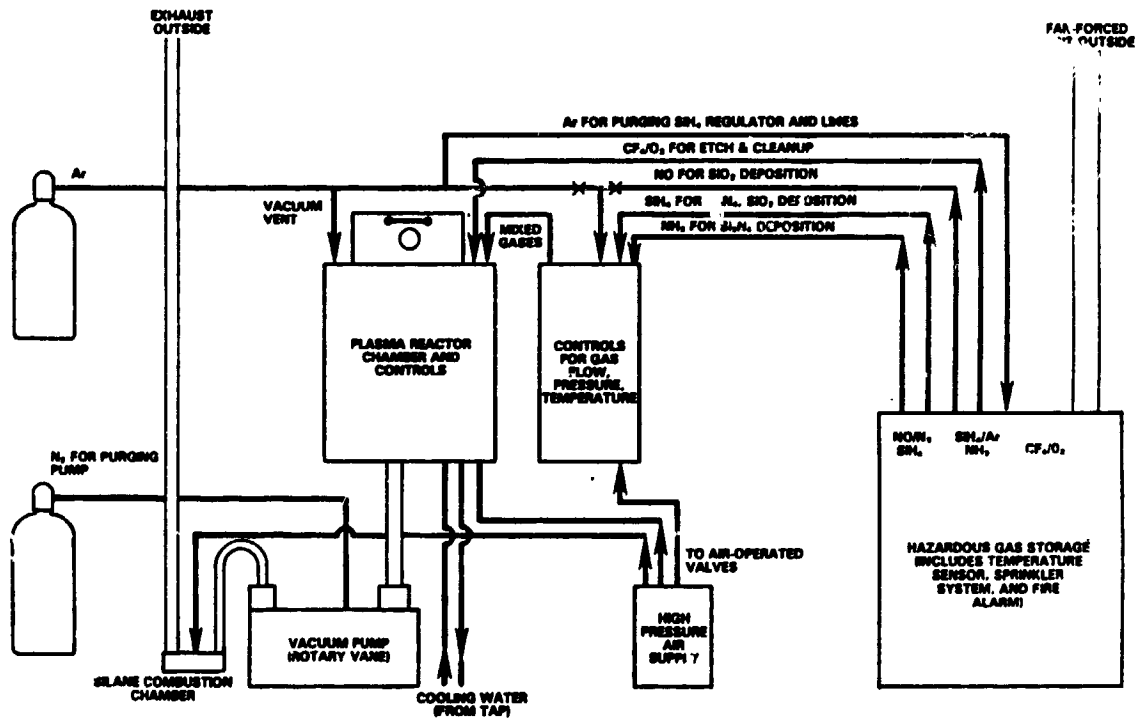 EXHAUST
OUTSIDE
FAN-FORCED
OUTSIDE
Ar FOR PURGING SiH₄ REGULATOR AND LINES
CF₄/O₂ FOR ETCH & CLEANUP
Ar
NO FOR SiO₂ DEPOSITION
VACUUM
VENT
SiH₄ FOR SiO₂ DEPOSITION
MIXED
GASES
NH₃ FOR Si₃N₄ DEPOSITION
PLASMA REACTOR
CHAMBER AND
CONTROLS
CONTROLS
FOR GAS
FLOW,
PRESSURE,
TEMPERATURE
N₂ FOR PURGING
PUMP
NO/N₂
SiH₄
SiH₄/Ar
NH₃
CF₄/O₂
TO AIR-OPERATED
VALVES
HAZARDOUS GAS STORAGE
(INCLUDES TEMPERATURE
SENSOR, SPRINKLER
SYSTEM, AND FIRE
ALARM)
HIGH
PRESSURE
AIR
SUPPLY
VACUUM PUMP
(ROTARY VANE)
SILANE COMBUSTION
CHAMBER
COOLING WATER
(FROM TAP)